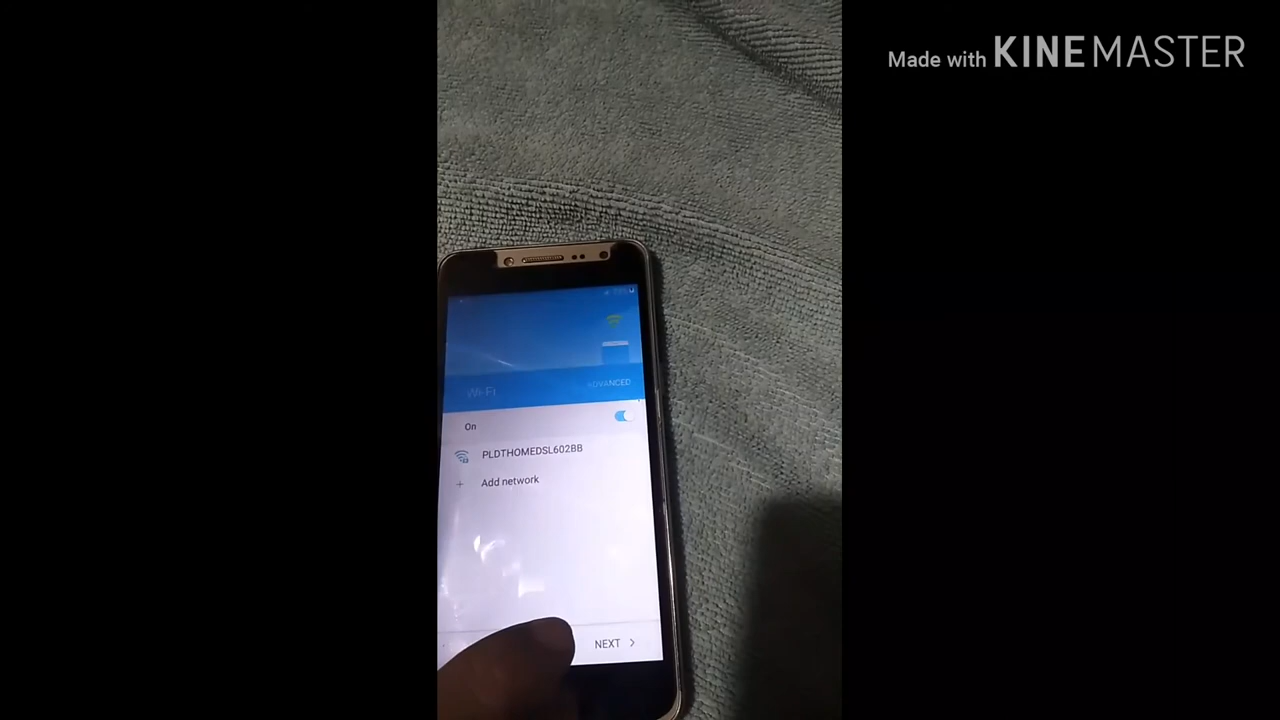 Made with KINEMASTER
Wi-Fi
ADVANCED
On
PLDTHOMEDSL602BB
+ Add network
NEXT >